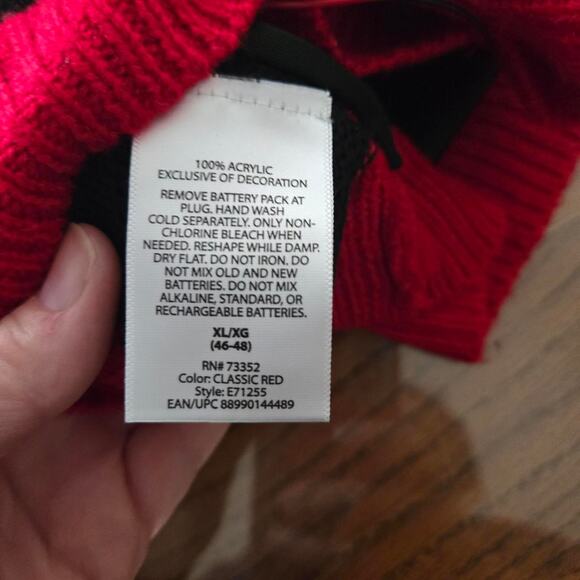 100% ACRYLIC
EXCLUSIVE OF DECORATION
REMOVE BATTERY PACK AT
PLUG. HAND WASH
COLD SEPARATELY. ONLY NON-
CHLORINE BLEACH WHEN
NEEDED. RESHAPE WHILE DAMP.
DRY FLAT. DO NOT IRON. DO
NOT MIX OLD AND NEW
BATTERIES. DO NOT MIX
ALKALINE, STANDARD, OR
RECHARGEABLE BATTERIES.
XL/XG
(46-48)
RN# 73352
Color: CLASSIC RED
Style: E71255
EAN/UPC 88990144489